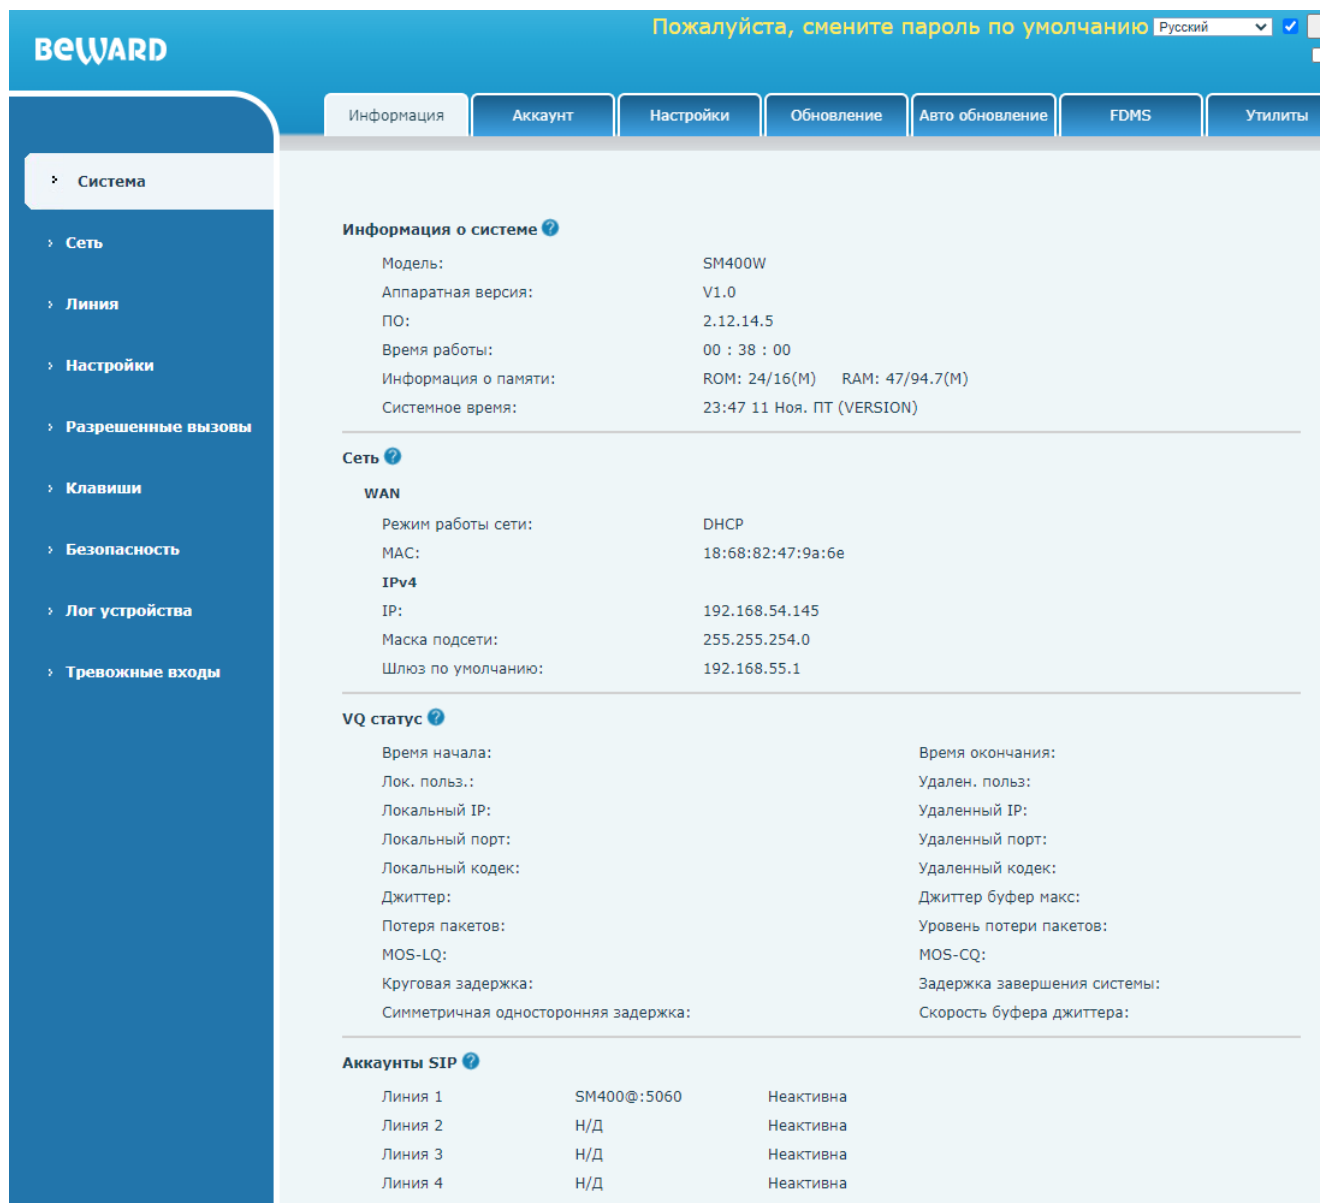 Пожалуйста, смените пароль по умолчанию Русский
BEWARD
Информация Аккаунт Настройки Обновление Авто обновление FDMS Утилиты
Система
Сеть
Линия
Настройки
Разрешенные вызовы
Клавиши
Безопасность
Лог устройства
Тревожные входы
Информация о системе
Модель: SM400W
Аппаратная версия: V1.0
ПО: 2.12.14.5
Время работы: 00 : 38 : 00
Информация о памяти: ROM: 24/16(M) RAM: 47/94.7(M)
Системное время: 23:47 11 Ноя. ПТ (VERSION)
Сеть
WAN
Режим работы сети: DHCP
MAC: 18:68:82:47:9a:6e
IPv4
IP: 192.168.54.145
Маска подсети: 255.255.254.0
Шлюз по умолчанию: 192.168.55.1
VQ статус
Время начала: Время окончания:
Лок. польз.: Удален. польз:
Локальный IP: Удаленный IP:
Локальный порт: Удаленный порт:
Локальный кодек: Удаленный кодек:
Джиттер: Джиттер буфер макс:
Потеря пакетов: Уровень потери пакетов:
MOS-LQ: MOS-CQ:
Круговая задержка: Задержка завершения системы:
Симметричная односторонняя задержка: Скорость буфера джиттера:
Аккаунты SIP
Линия 1 SM400@:5060 Неактивна
Линия 2 Н/Д Неактивна
Линия 3 Н/Д Неактивна
Линия 4 Н/Д Неактивна